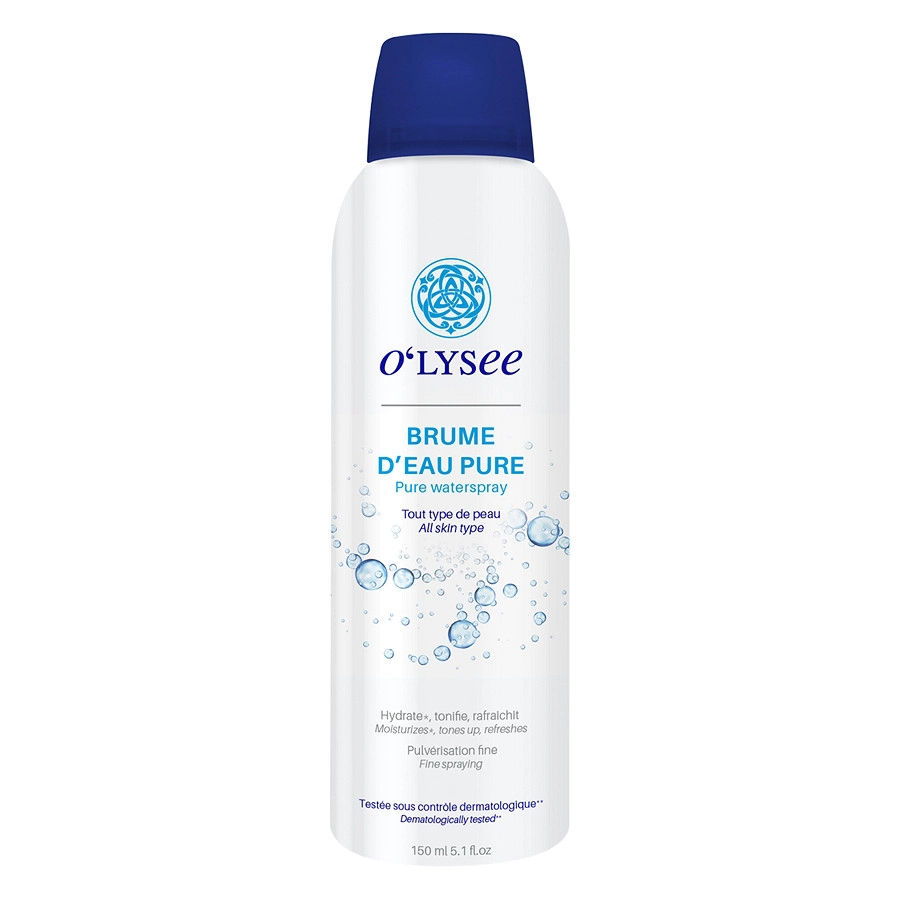 O'LYSee
BRUME
D'EAU PURE
Pure waterspray
Tout type de peau
All skin type
Hydrate*, tonifie, rafraîchit
Moisturizes*, tones up, refreshes
Pulvérisation fine
Fine spraying
Testée sous contrôle dermatologique**
Dematologically tested**
150 ml 5.1 fl.oz